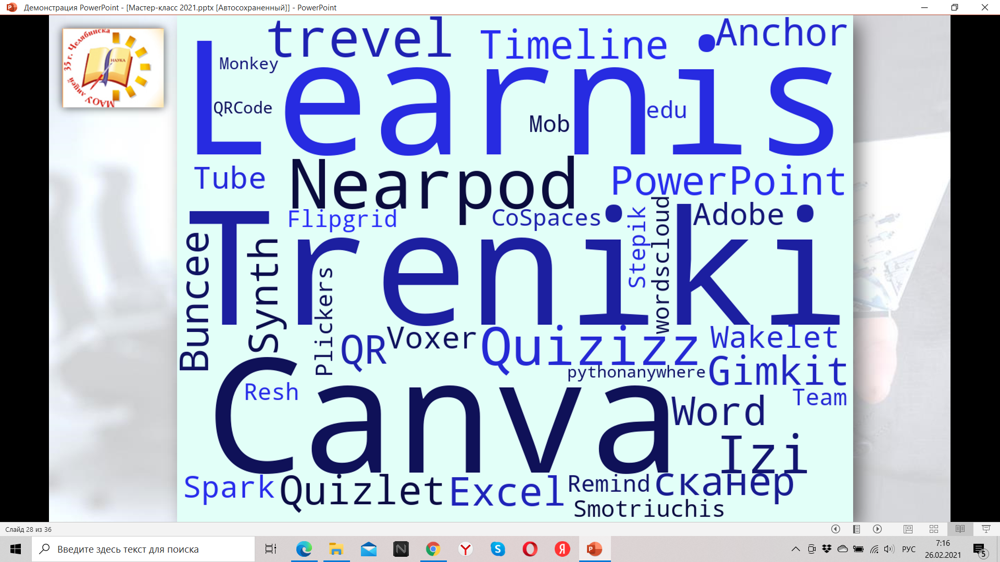 Демонстрация PowerPoint - [Мастер-класс 2021.pptx [Автосохраненный]] - PowerPoint
МАОУ лицей 35 г. Челябинска
НАУКА
trevel
Timeline
Anchor
Monkey
Learnis
QRCode
Mob
edu
Tube
Nearpod
PowerPoint
Flipgrid
CoSpaces
Stepik
wordscloud
Adobe
Treniki
Buncee
Synth
Plickers
QR
Voxer
Quizizz
Wakelet
pythonanywhere
Gimkit
Resh
Canva
Team
Word
Izi
Spark
Quizlet
Excel
Remind
сканер
Smotriuchis
Слайд 28 из 36
Введите здесь текст для поиска
РУС
7:16
26.02.2021
5